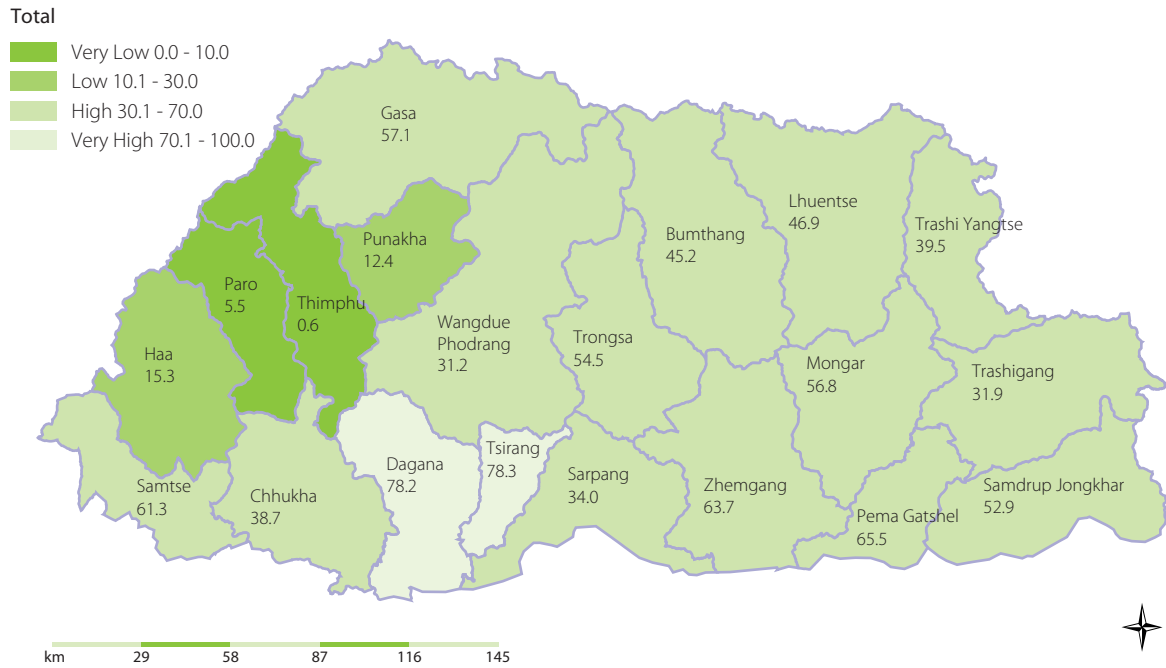 Total
Very Low 0.0 - 10.0
Low 10.1 - 30.0
High 30.1 - 70.0
Very High 70.1 - 100.0
Gasa
57.1
Punakha
12.4
Paro
5.5
Thimphu
0.6
Haa
15.3
Wangdue
Phodrang
31.2
Trongsa
54.5
Bumthang
45.2
Lhuentse
46.9
Trashi Yangtse
39.5
Mongar
56.8
Trashigang
31.9
Samtse
61.3
Chhukha
38.7
Dagana
78.2
Tsirang
78.3
Sarpang
34.0
Zhemgang
63.7
Pema Gatshel
65.5
Samdrup Jongkhar
52.9
km 29 58 87 116 145